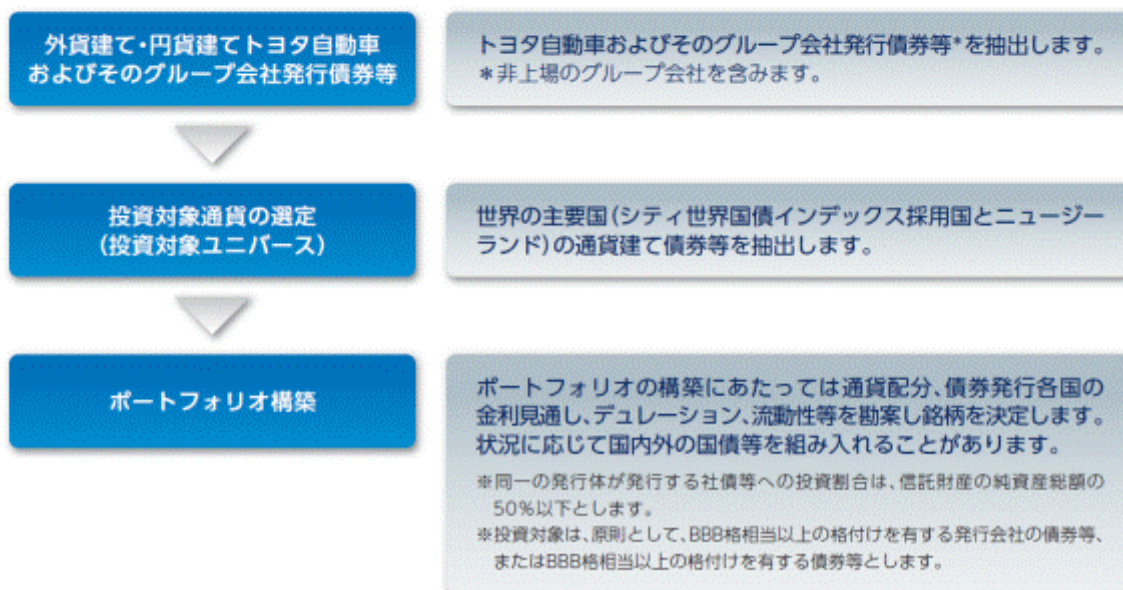 外貨建て・円貨建てトヨタ自動車
およびそのグループ会社発行債券等
トヨタ自動車およびそのグループ会社発行債券等*を抽出します。
*非上場のグループ会社を含みます。
投資対象通貨の選定
(投資対象ユニバース)
世界の主要国(シティ世界国債インデックス採用国とニュージー
ランド)の通貨建て債券等を抽出します。
ポートフォリオ構築
ポートフォリオの構築にあたっては通貨配分、債券発行各国の
金利見通し、デュレーション、流動性等を勘案し銘柄を決定します。
状況に応じて国内外の国債等を組み入れることがあります。
※同一の発行体が発行する社債等への投資割合は、信託財産の純資産総額の
50%以下とします。
※投資対象は、原則として、BBB格相当以上の格付けを有する発行会社の債券等、
またはBBB格相当以上の格付けを有する債券等とします。